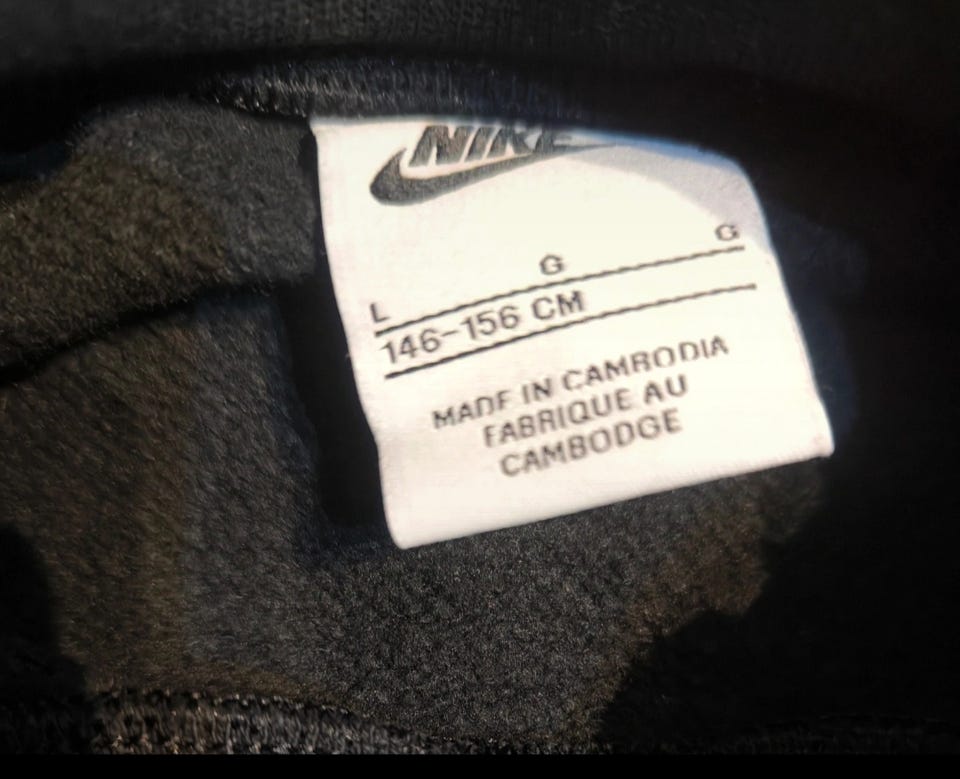 NIKE
L G G
146-156 CM
MADE IN CAMBODIA
FABRIQUE AU
CAMBODGE